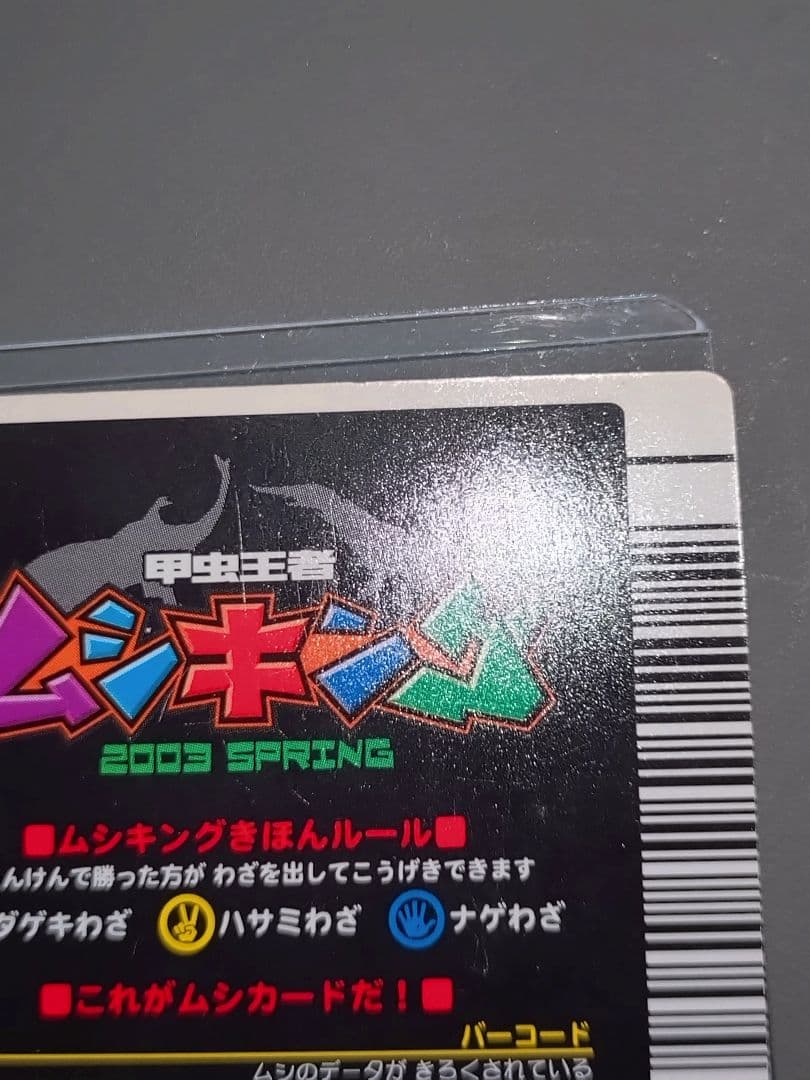 甲虫王者
ムシキング
2003 SPRING
■ムシキングきほんルール■
んけんで勝った方が わざを出してこうげきできます
ダゲキわざ ハサミわざ ナゲわざ
■これがムシカードだ！■
バーコード
ムシのデータが きろくされている